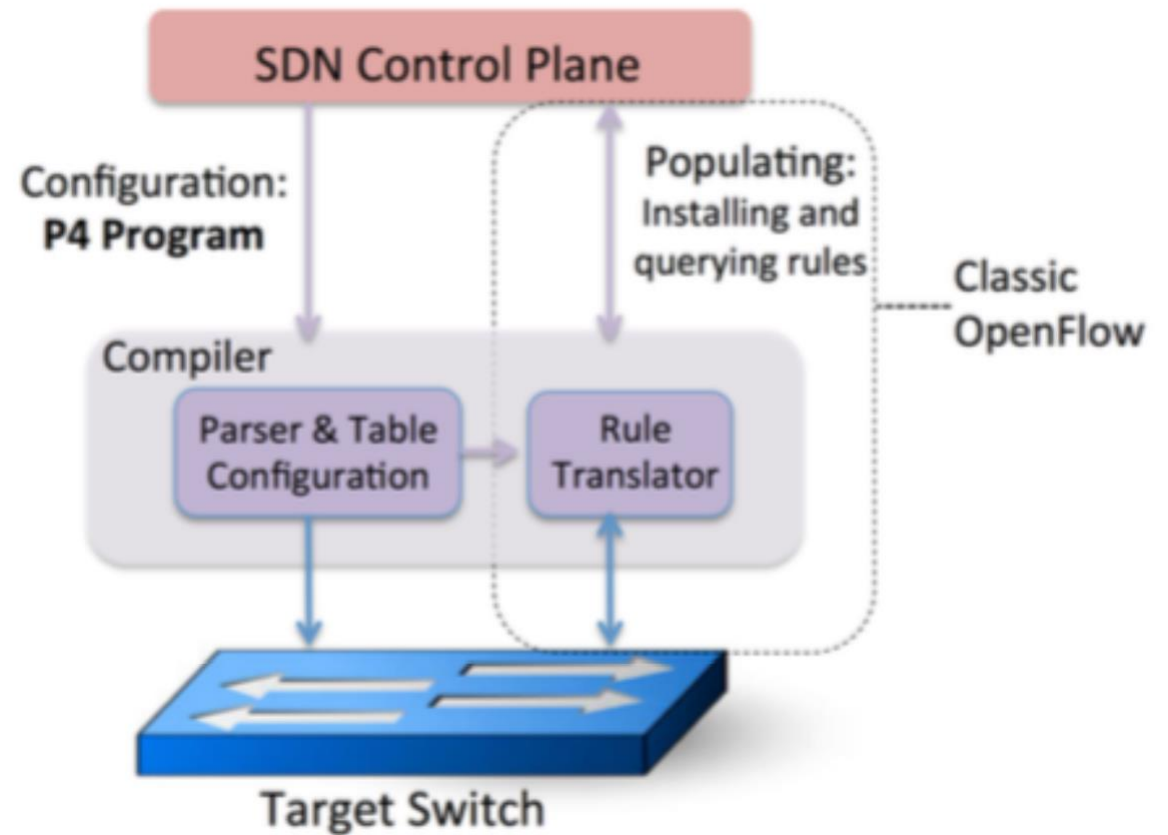 SDN Control Plane
Configuration:
P4 Program
Populating:
Installing and
querying rules
Classic
OpenFlow
Compiler
Parser & Table
Configuration
Rule
Translator
Target Switch